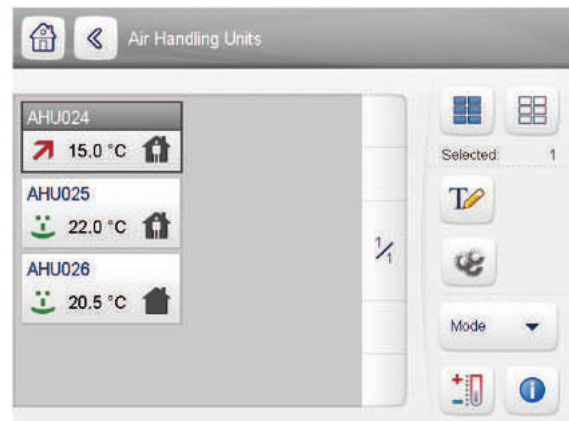 Air Handling Units
AHU024
15.0 °C
AHU025
22.0 °C
AHU026
20.5 °C
1/1
Selected: 1
T
Mode
i